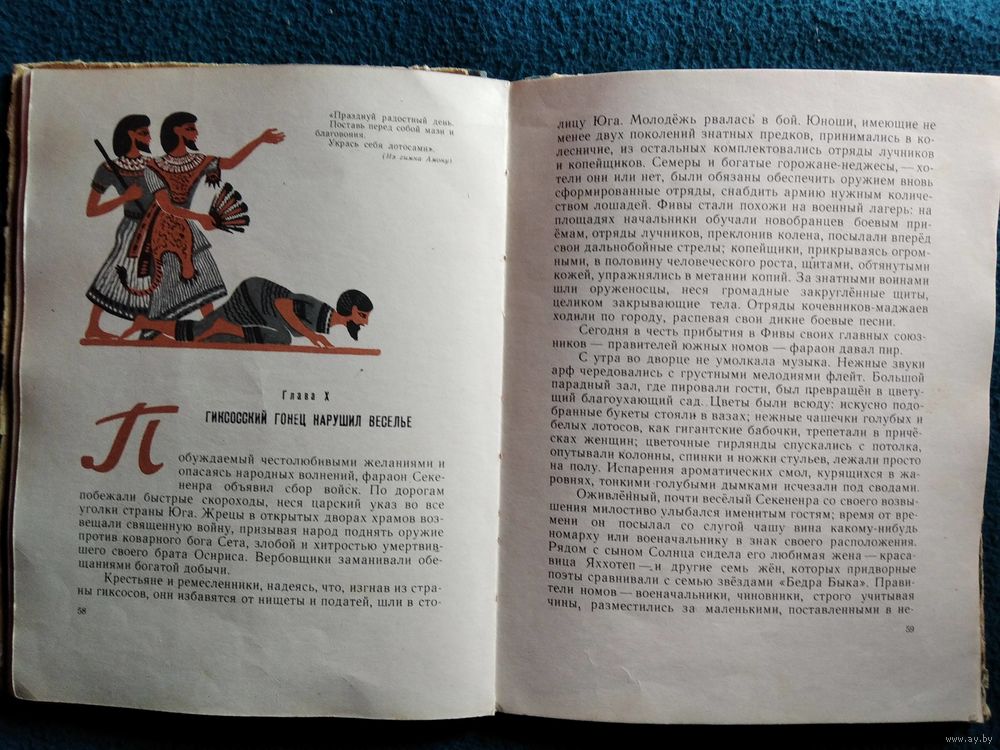 «Празднуй радостный день.
Поставь перед собой мази и
благовония.
Укрась себя лотосами».
(Из гимна Амону)
Глава X
ГИКСОССКИЙ ГОНЕЦ НАРУШИЛ ВЕСЕЛЬЕ
Побуждаемый честолюбивыми желаниями и
опасаясь народных волнений, фараон Секе-
ненра объявил сбор войск. По дорогам
побежали быстрые скороходы, неся царский указ во все
уголки страны Юга. Жрецы в открытых дворах храмов воз-
вещали священную войну, призывая народ поднять оружие
против коварного бога Сета, злобой и хитростью умертвив-
шего своего брата Осириса. Вербовщики заманивали обе-
щаниями богатой добычи.
Крестьяне и ремесленники, надеясь, что, изгнав из стра-
ны гиксосов, они избавятся от нищеты и податей, шли в сто-
58
лицу Юга. Молодёжь рвалась в бой. Юноши, имеющие не
менее двух поколений знатных предков, принимались в ко-
лесничие, из остальных комплектовались отряды лучников
и копейщиков. Семеры и богатые горожане-неджесы, — хо-
тели они или нет, были обязаны обеспечить оружием вновь
сформированные отряды, снабдить армию нужным количе-
ством лошадей. Фивы стали похожи на военный лагерь: на
площадях начальники обучали новобранцев боевым при-
ёмам, отряды лучников, преклонив колена, посылали вперёд
свои дальнобойные стрелы; копейщики, прикрываясь огром-
ными, в половину человеческого роста, щитами, обтянутыми
кожей, упражнялись в метании копий. За знатными воинами
шли оруженосцы, неся громадные закруглённые щиты,
целиком закрывающие тела. Отряды кочевников-маджаев
ходили по городу, распевая свои дикие боевые песни.
Сегодня в честь прибытия в Фивы своих главных союз-
ников — правителей южных номов — фараон давал пир.
С утра во дворце не умолкала музыка. Нежные звуки
арф чередовались с грустными мелодиями флейт. Большой
парадный зал, где пировали гости, был превращён в цвету-
щий благоухающий сад. Цветы были всюду: искусно подо-
бранные букеты стояли в вазах; нежные чашечки голубых и
белых лотосов, как гигантские бабочки, трепетали в причё-
сках женщин; цветочные гирлянды спускались с потолка,
опутывали колонны, спинки и ножки стульев, лежали просто
на полу. Испарения ароматических смол, курящихся в жа-
ровнях, тонкими голубыми дымками исчезали под сводами.
Оживлённый, почти весёлый Секененра со своего возвы-
шения милостиво улыбался именитым гостям; время от вре-
мени он посылал со слугой чашу вина какому-нибудь
номарху или военачальнику в знак своего расположения.
Рядом с сыном Солнца сидела его любимая жена — краса-
вица Яххотеп — и другие семь жён, которых придворные
поэты сравнивали с семью звёздами «Бедра Быка». Прави-
тели номов — военачальники, чиновники, строго учитывая
чины, разместились за маленькими, поставленными в не-
59
www.ay.by